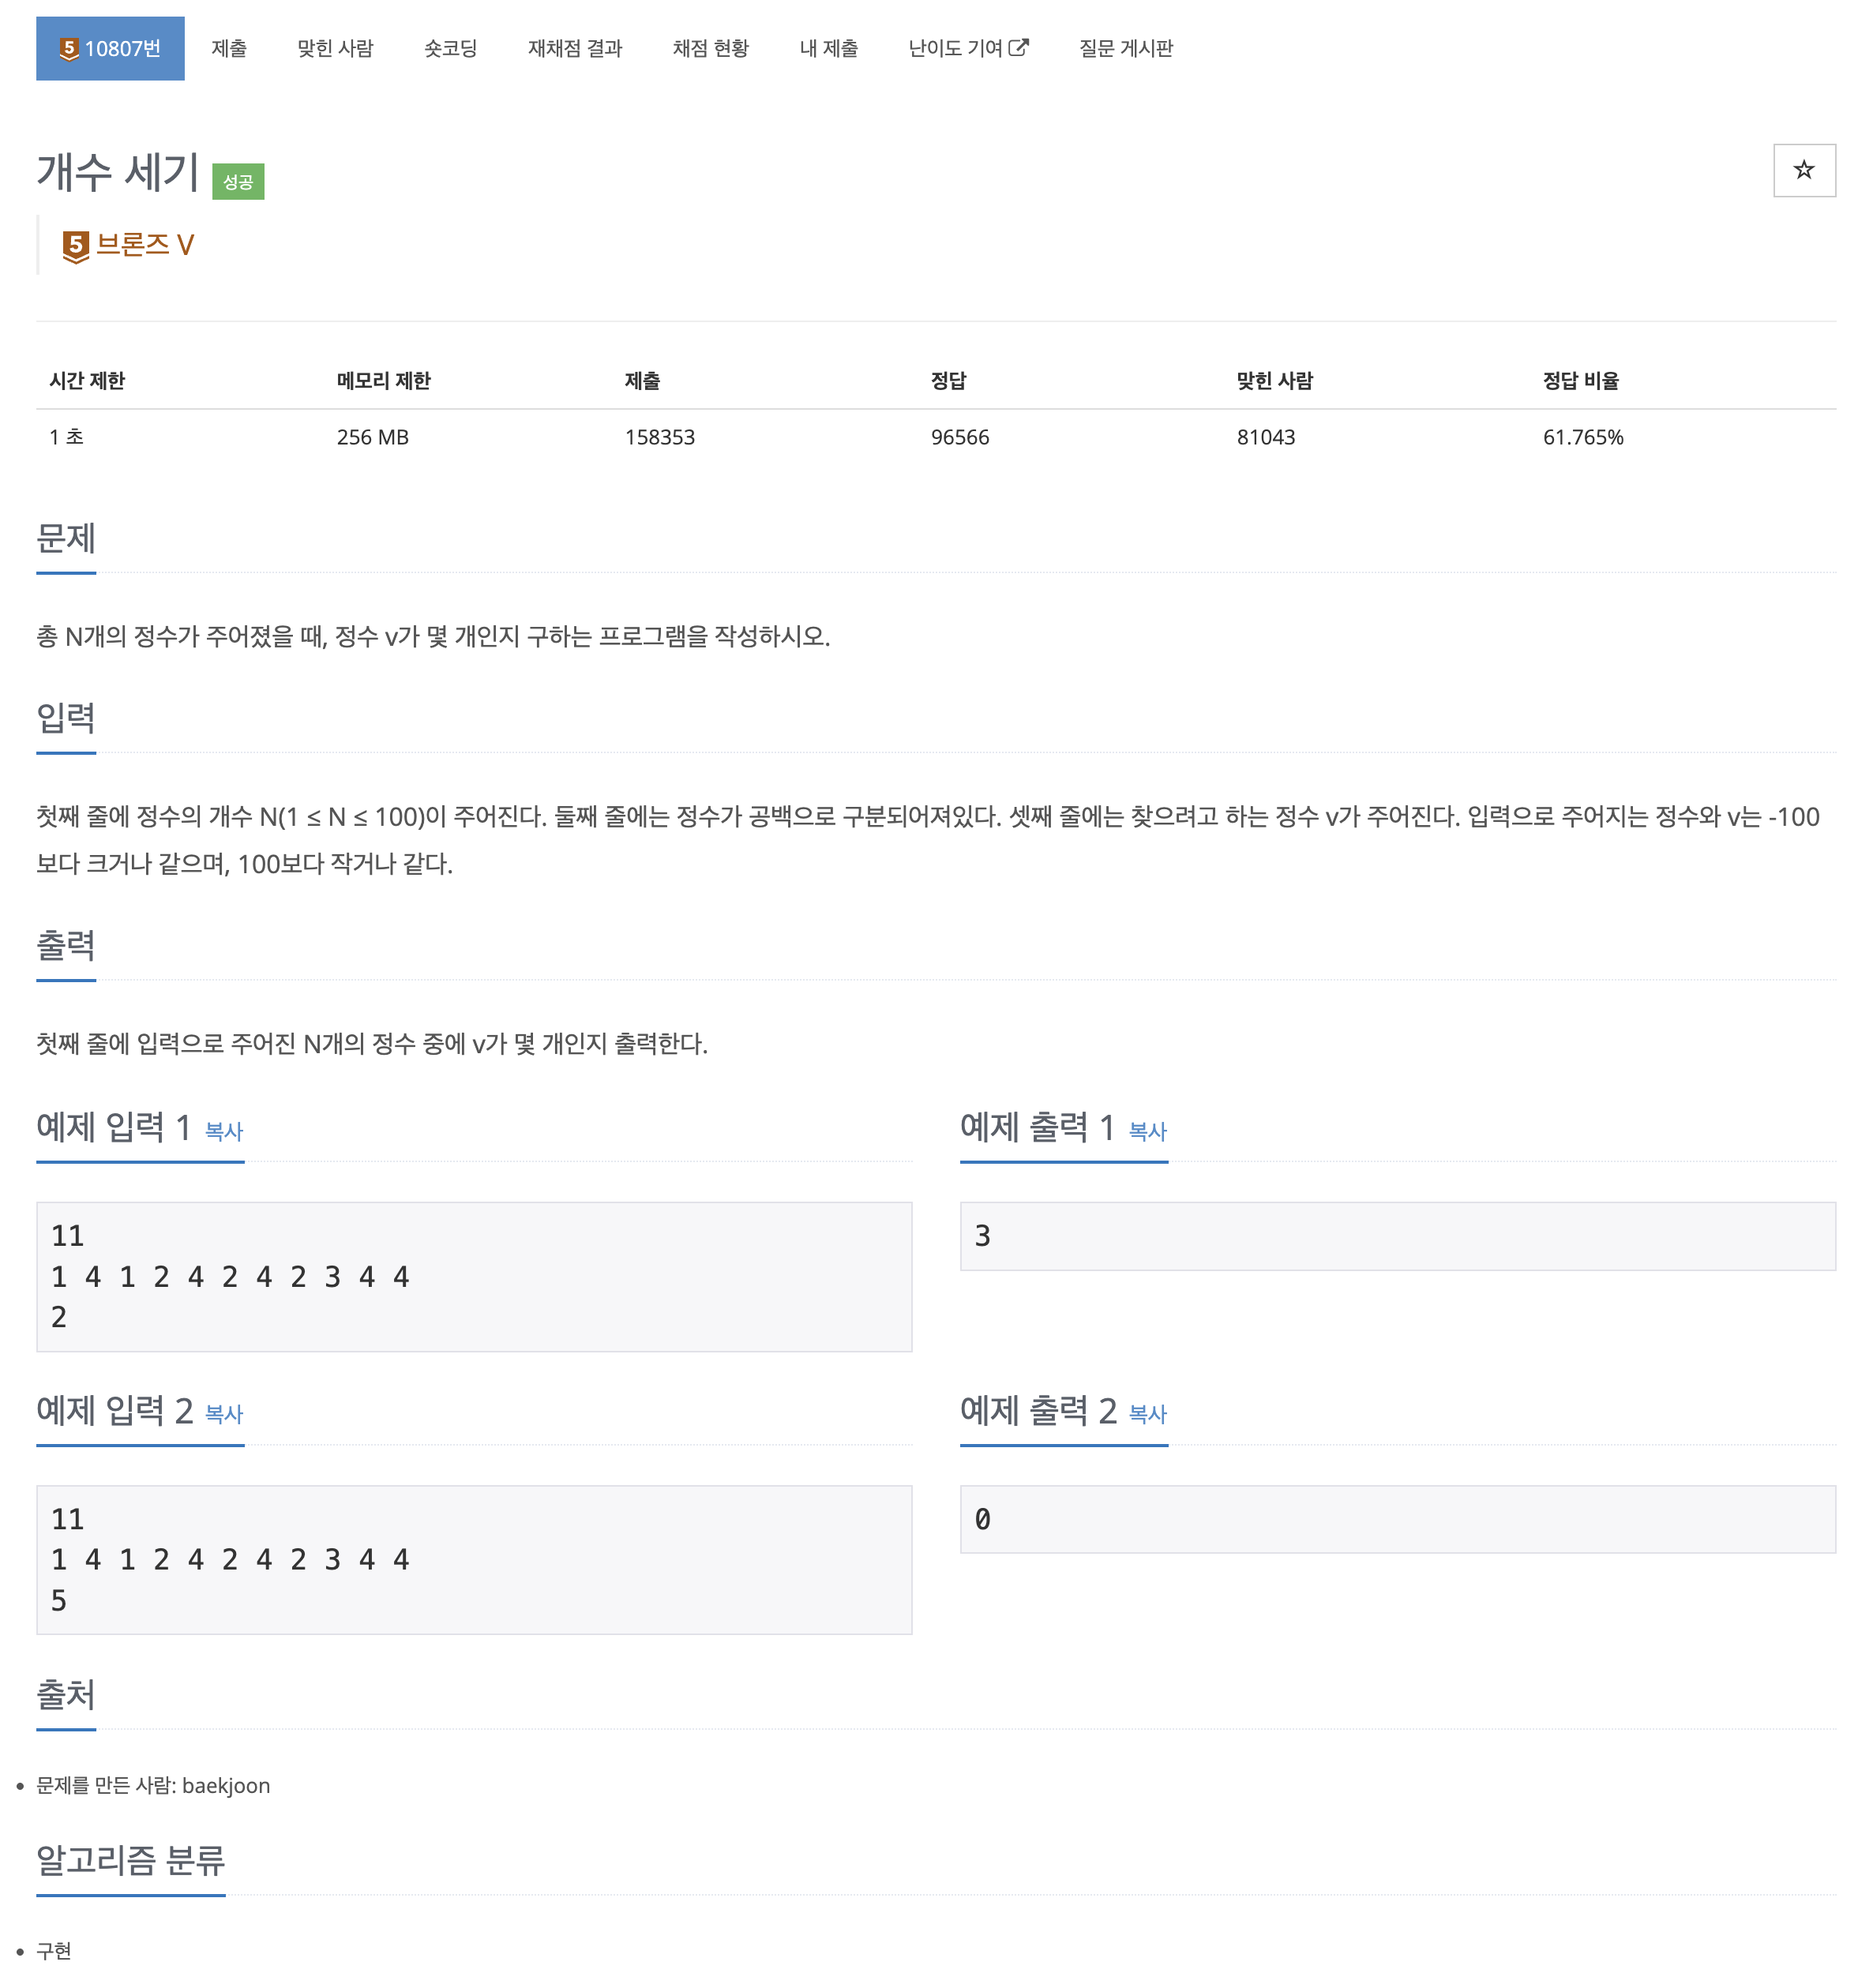 5 10807번 제출 맞힌 사람 숏코딩 재채점 결과 채점 현황 내 제출 난이도 기여 질문 게시판
개수 세기 성공
5 브론즈 V
시간 제한 메모리 제한 제출 정답 맞힌 사람 정답 비율
1 초 256 MB 158353 96566 81043 61.765%
문제
총 N개의 정수가 주어졌을 때, 정수 v가 몇 개인지 구하는 프로그램을 작성하시오.
입력
첫째 줄에 정수의 개수 N(1 ≤ N ≤ 100)이 주어진다. 둘째 줄에는 정수가 공백으로 구분되어져있다. 셋째 줄에는 찾으려고 하는 정수 v가 주어진다. 입력으로 주어지는 정수와 v는 -100
보다 크거나 같으며, 100보다 작거나 같다.
출력
첫째 줄에 입력으로 주어진 N개의 정수 중에 v가 몇 개인지 출력한다.
예제 입력 1 복사
11
1 4 1 2 4 2 4 2 3 4 4
2
예제 출력 1 복사
3
예제 입력 2 복사
11
1 4 1 2 4 2 4 2 3 4 4
5
예제 출력 2 복사
0
출처
• 문제를 만든 사람: baekjoon
알고리즘 분류
• 구현